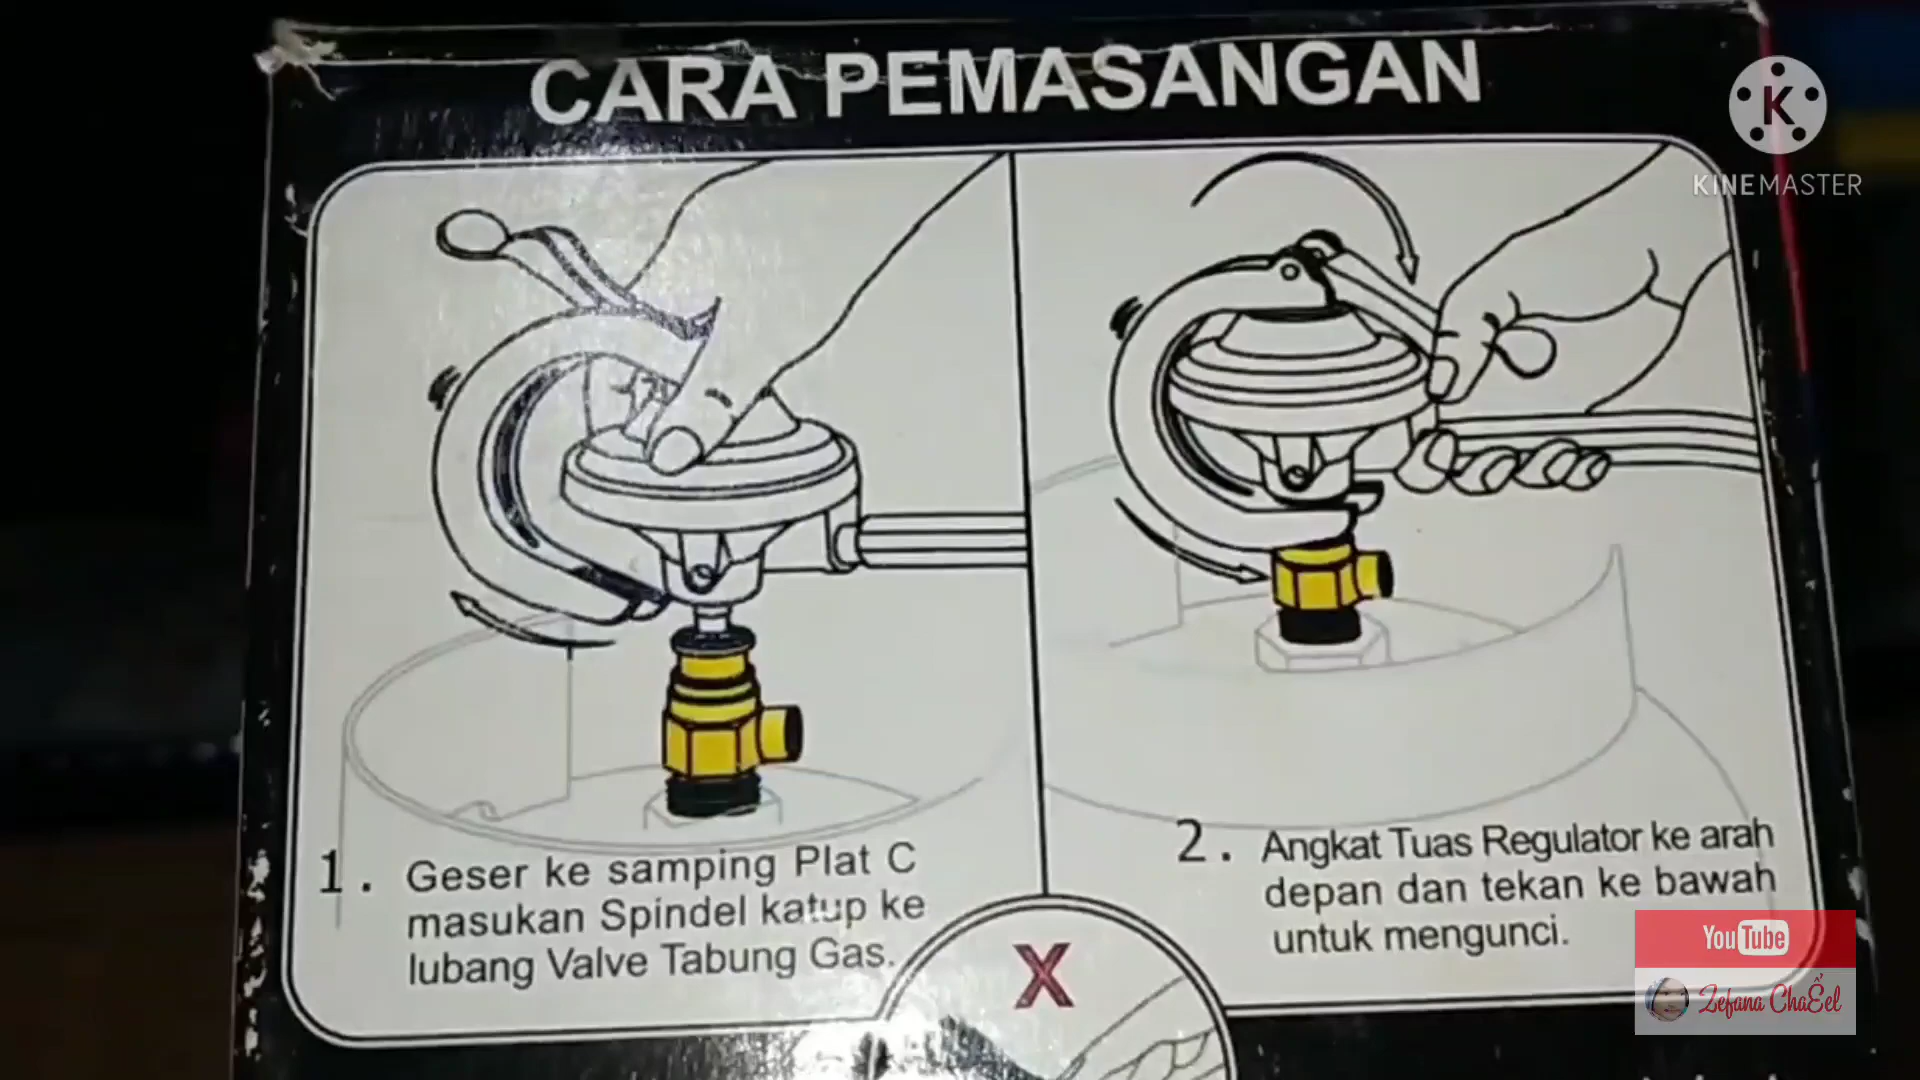 CARA PEMASANGAN
K
KINEMASTER
1. Geser ke samping Plat C
masukan Spindel katup ke
lubang Valve Tabung Gas.
2. Angkat Tuas Regulator ke arah
depan dan tekan ke bawah
untuk mengunci.
X
YouTube
Zefana ChaÊel